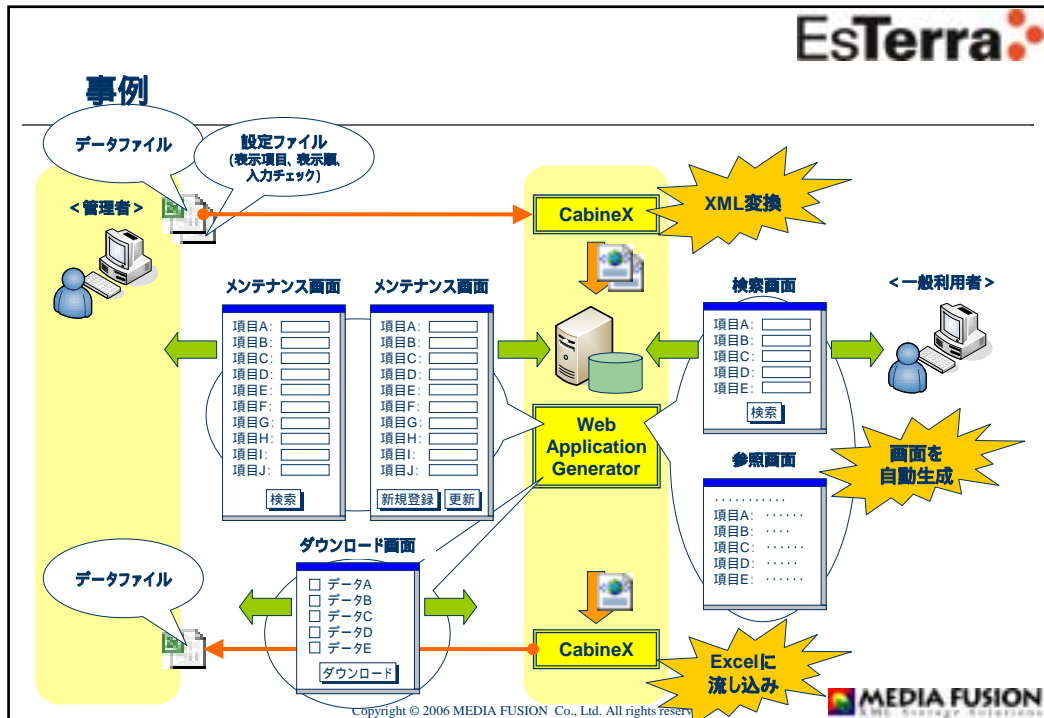 EsTerra
事例
データファイル
設定ファイル
(表示項目、表示順、
入力チェック)
<管理者>
CabineX
XML変換
メンテナンス画面
項目A:
項目B:
項目C:
項目D:
項目E:
項目F:
項目G:
項目H:
項目I:
項目J:
検索
メンテナンス画面
項目A:
項目B:
項目C:
項目D:
項目E:
項目F:
項目G:
項目H:
項目I:
項目J:
新規登録 更新
Web
Application
Generator
検索画面
項目A:
項目B:
項目C:
項目D:
項目E:
検索
<一般利用者>
画面を
自動生成
参照画面
・・・・・・・・・・・
項目A: ・・・・・・
項目B: ・・・・
項目C: ・・・・・・
項目D: ・・・・・
項目E: ・・・・・・
ダウンロード画面
データA
データB
データC
データD
データE
ダウンロード
データファイル
CabineX
Excelに
流し込み
Copyright © 2006 MEDIA FUSION Co., Ltd. All rights reserv
MEDIA FUSION
XML Storage Solutions